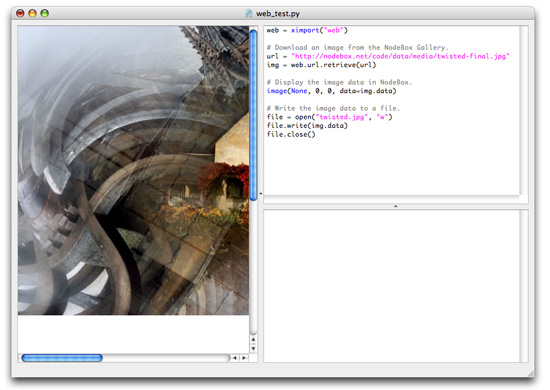 web_test.py
web = ximport("web")
# Download an image from the NodeBox Gallery.
url = "http://nodebox.net/code/data/media/twisted-final.jpg"
img = web.url.retrieve(url)
# Display the image data in NodeBox.
image(None, 0, 0, data=img.data)
# Write the image data to a file.
file = open("twisted.jpg", "w")
file.write(img.data)
file.close()